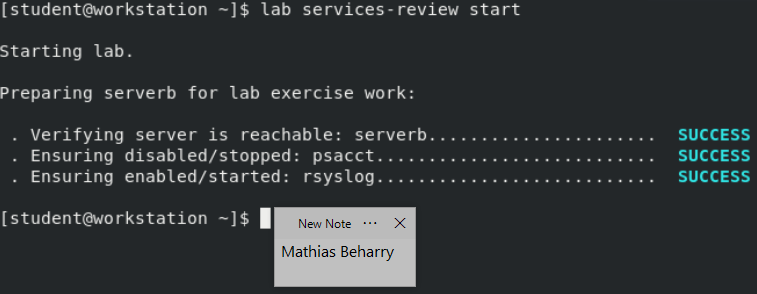 [student@workstation ~]$ lab services-review start
Starting lab.
Preparing serverb for lab exercise work:
. Verifying server is reachable: serverb....................... SUCCESS
. Ensuring disabled/stopped: psacct............................ SUCCESS
. Ensuring enabled/started: rsyslog............................ SUCCESS
[student@workstation ~]$
New Note ···
Mathias Beharry